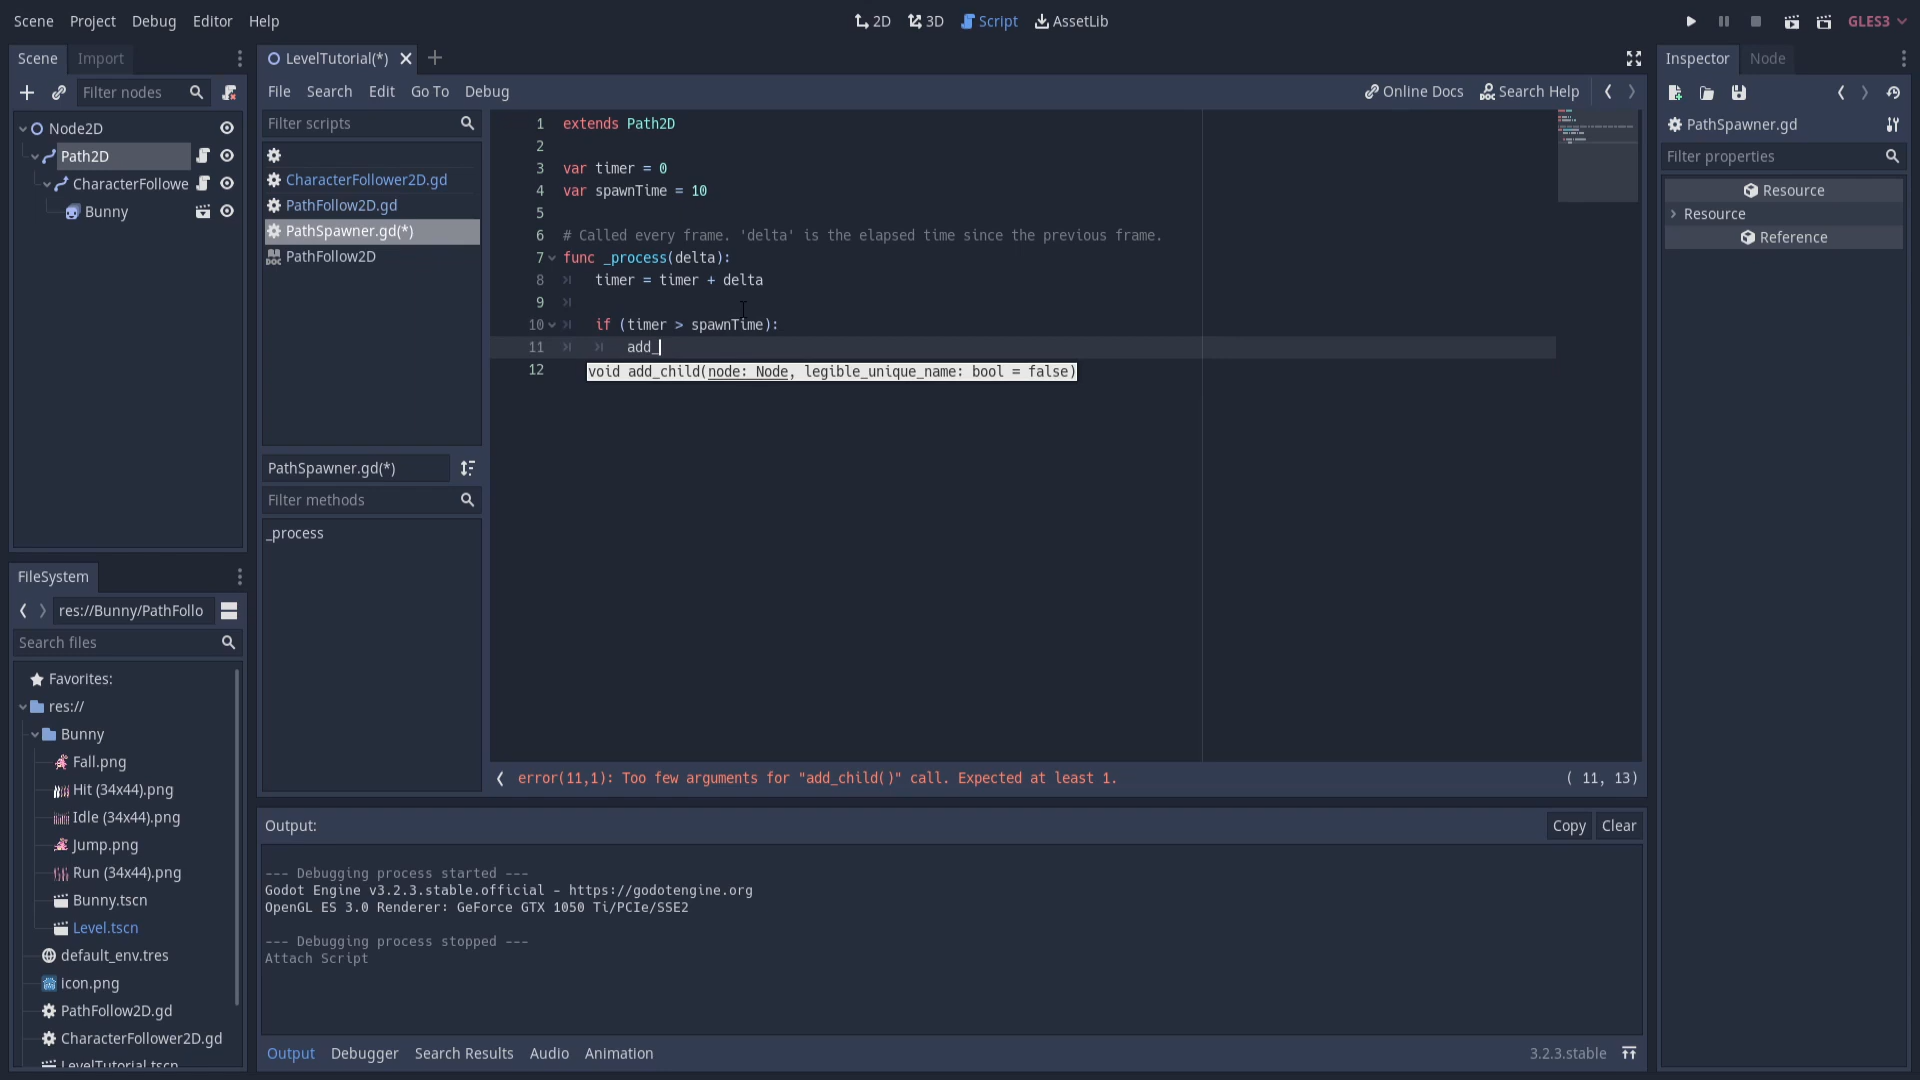 Scene Project Debug Editor Help
2D 3D Script AssetLib
GLES3
Scene Import
Filter nodes
Node2D
Path2D
CharacterFollowe
Bunny
FileSystem
res://Bunny/PathFollo
Search files
Favorites:
res://
Bunny
Fall.png
Hit (34x44).png
Idle (34x44).png
Jump.png
Run (34x44).png
Bunny.tscn
Level.tscn
default_env.tres
icon.png
PathFollow2D.gd
CharacterFollower2D.gd
LevelTutorial.tscn
LevelTutorial(*)
File Search Edit Go To Debug
Online Docs Search Help
Filter scripts
CharacterFollower2D.gd
PathFollow2D.gd
PathSpawner.gd(*)
PathFollow2D
PathSpawner.gd(*)
Filter methods
_process
1 extends Path2D
2
3 var timer = 0
4 var spawnTime = 10
5
6 # Called every frame. 'delta' is the elapsed time since the previous frame.
7 func _process(delta):
8 timer = timer + delta
9
10 if (timer > spawnTime):
11 add_
12
void add_child(node: Node, legible_unique_name: bool = false)
error(11,1): Too few arguments for "add_child()" call. Expected at least 1.
( 11, 13)
Output:
Copy Clear
--- Debugging process started ---
Godot Engine v3.2.3.stable.official - https://godotengine.org
OpenGL ES 3.0 Renderer: GeForce GTX 1050 Ti/PCIe/SSE2
--- Debugging process stopped ---
Attach Script
Output Debugger Search Results Audio Animation
3.2.3.stable
Inspector Node
PathSpawner.gd
Filter properties
Resource
Resource
Reference